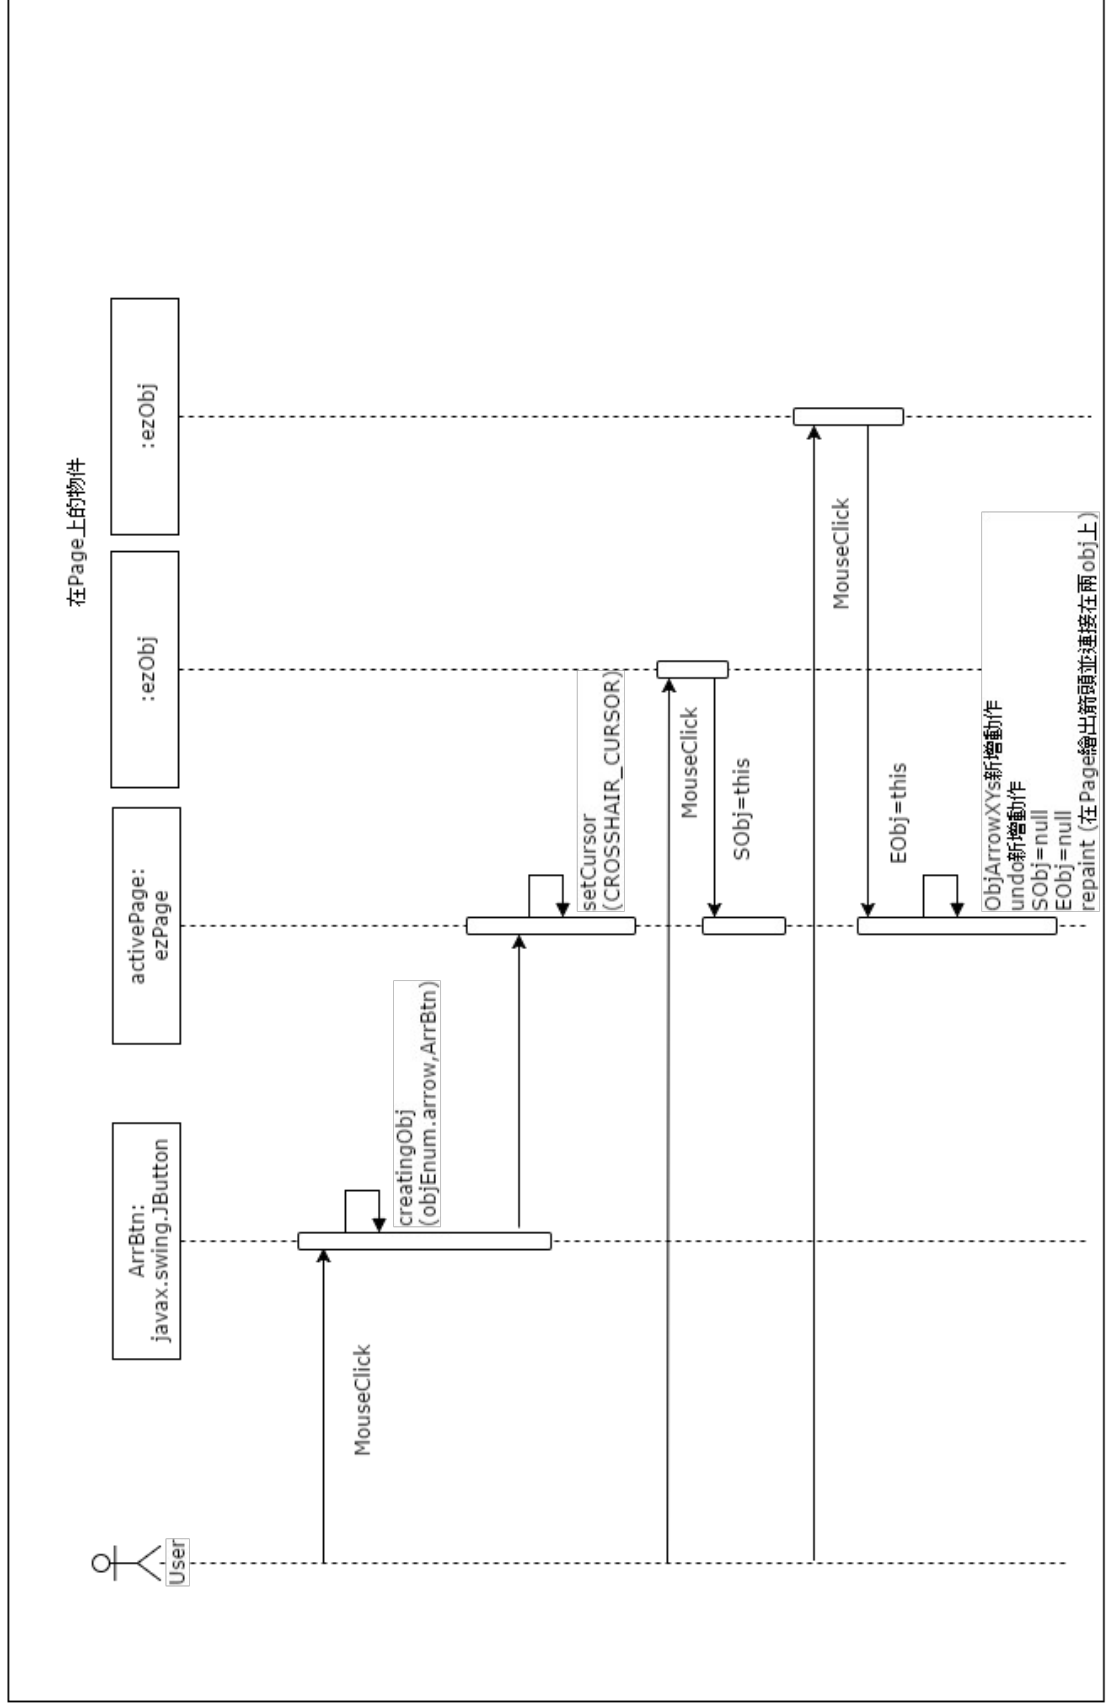 在Page上的物件
User
ArrBtn:
javax.swing.JButton
activePage:
ezPage
:ezObj
:ezObj
MouseClick
creatingObj
(objEnum.arrow,ArrBtn)
setCursor
(CROSSHAIR_CURSOR)
MouseClick
SObj=this
MouseClick
EObj=this
ObjArrowXYs新增動作
undo新增動作
SObj=null
EObj=null
repaint (在Page繪出箭頭並連接在兩obj上)